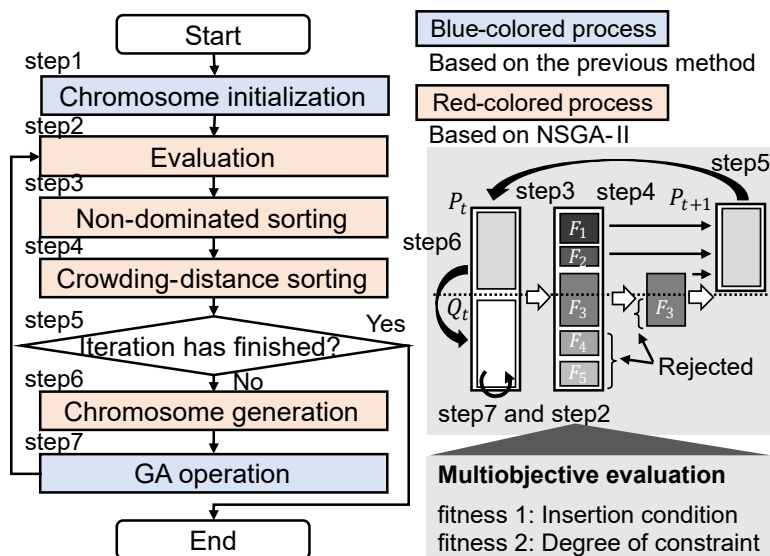 Start
step1
Chromosome initialization
step2
Evaluation
step3
Non-dominated sorting
step4
Crowding-distance sorting
step5
Yes
Iteration has finished?
step6
No
Chromosome generation
step7
GA operation
End
Blue-colored process
Based on the previous method
Red-colored process
Based on NSGA-II
step5
P_t
step3
step4
P_{t+1}
step6
F_1
F_2
Q_t
F_3
F_3
F_4
Rejected
F_5
step7 and step2
Multiobjective evaluation
fitness 1: Insertion condition
fitness 2: Degree of constraint